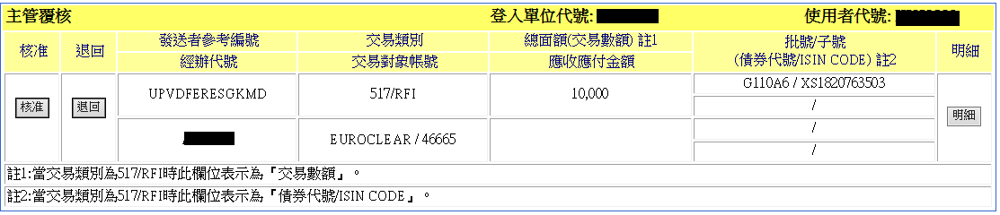 主管覆核 登入單位代號: 使用者代號:
核准 退回 發送者參考編號 交易類別 總面額(交易數額) 註1 批號/子號 (債券代號/ISIN CODE) 註2 明細
經辦代號 交易對象帳號 應收應付金額
核准 退回 UPVDFERESGKMD 517/RFI 10,000 G110A6 / XS1820763503 明細
/
EUROCLEAR / 46665 /
/
註1:當交易類別為517/RFI時此欄位表示為「交易數額」。
註2:當交易類別為517/RFI時此欄位表示為「債券代號/ISIN CODE」。